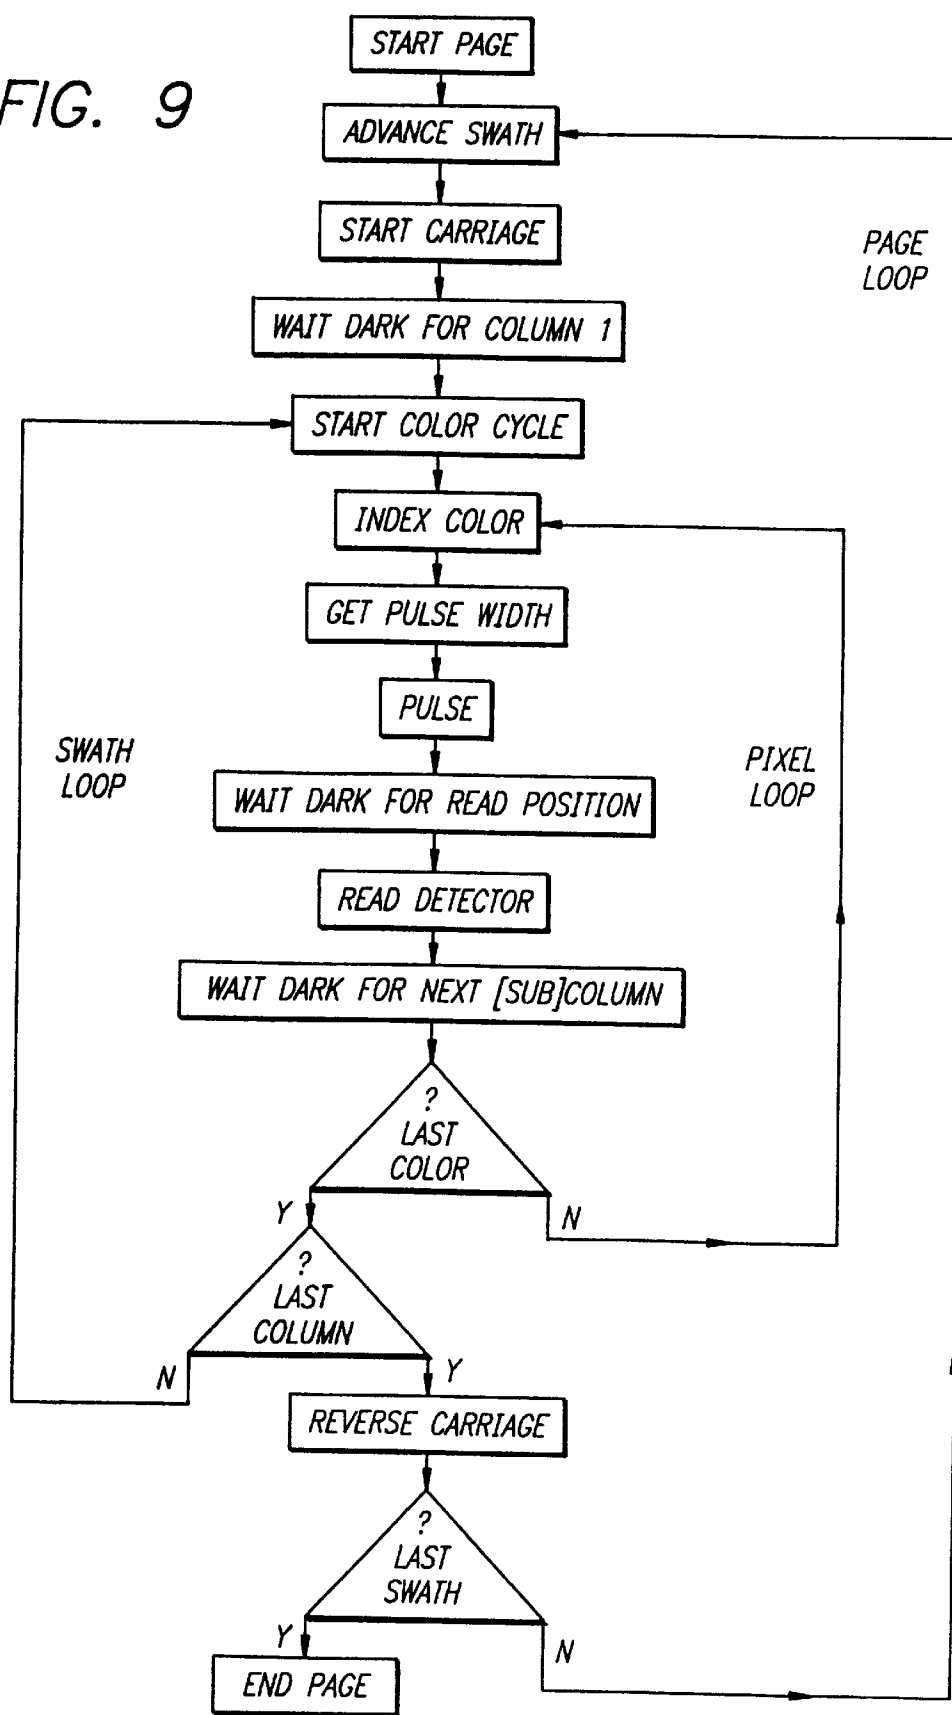 FIG. 9
START PAGE
ADVANCE SWATH
START CARRIAGE
PAGE
LOOP
WAIT DARK FOR COLUMN 1
START COLOR CYCLE
INDEX COLOR
GET PULSE WIDTH
PULSE
SWATH
LOOP
PIXEL
LOOP
WAIT DARK FOR READ POSITION
READ DETECTOR
WAIT DARK FOR NEXT [SUB]COLUMN
?
LAST
COLOR
Y
N
?
LAST
COLUMN
N
Y
REVERSE CARRIAGE
?
LAST
SWATH
Y
N
END PAGE